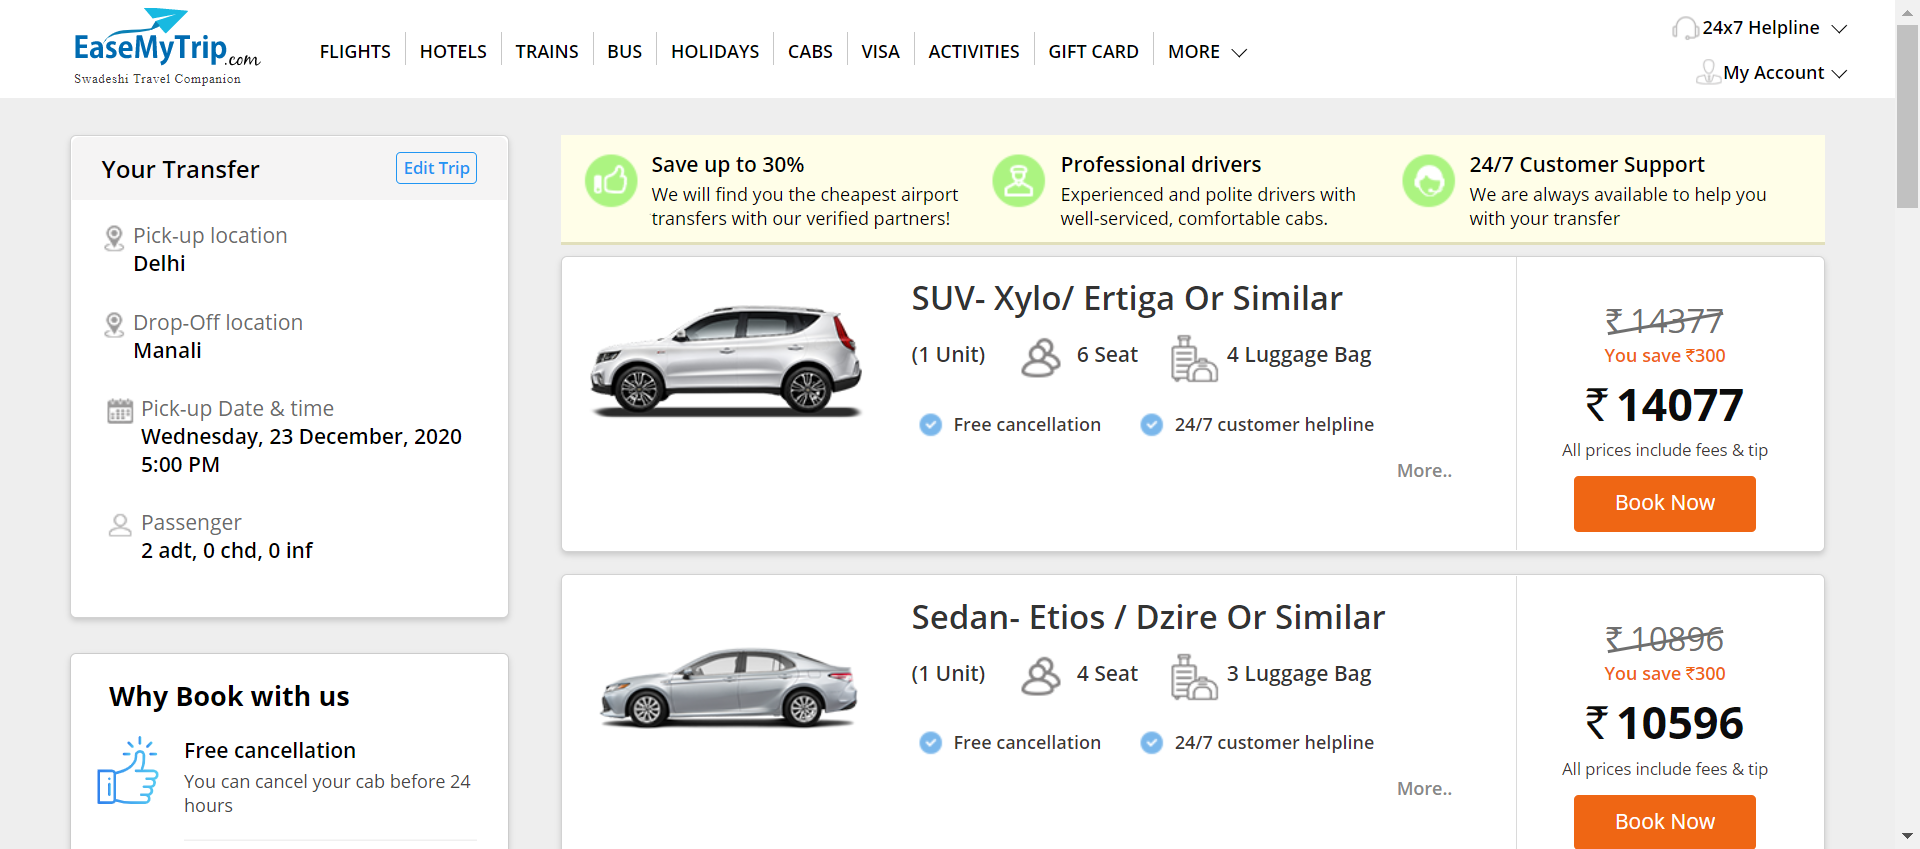 EaseMyTrip.com
Swadeshi Travel Companion
FLIGHTS
HOTELS
TRAINS
BUS
HOLIDAYS
CABS
VISA
ACTIVITIES
GIFT CARD
MORE
24x7 Helpline
My Account
Your Transfer
Edit Trip
Pick-up location
Delhi
Drop-Off location
Manali
Pick-up Date & time
Wednesday, 23 December, 2020
5:00 PM
Passenger
2 adt, 0 chd, 0 inf
Why Book with us
Free cancellation
You can cancel your cab before 24
hours
Save up to 30%
We will find you the cheapest airport
transfers with our verified partners!
Professional drivers
Experienced and polite drivers with
well-serviced, comfortable cabs.
24/7 Customer Support
We are always available to help you
with your transfer
SUV- Xylo/ Ertiga Or Similar
(1 Unit)
6 Seat
4 Luggage Bag
Free cancellation
24/7 customer helpline
More..
₹ 14377
You save ₹300
₹ 14077
All prices include fees & tip
Book Now
Sedan- Etios / Dzire Or Similar
(1 Unit)
4 Seat
3 Luggage Bag
Free cancellation
24/7 customer helpline
More..
₹ 10896
You save ₹300
₹ 10596
All prices include fees & tip
Book Now